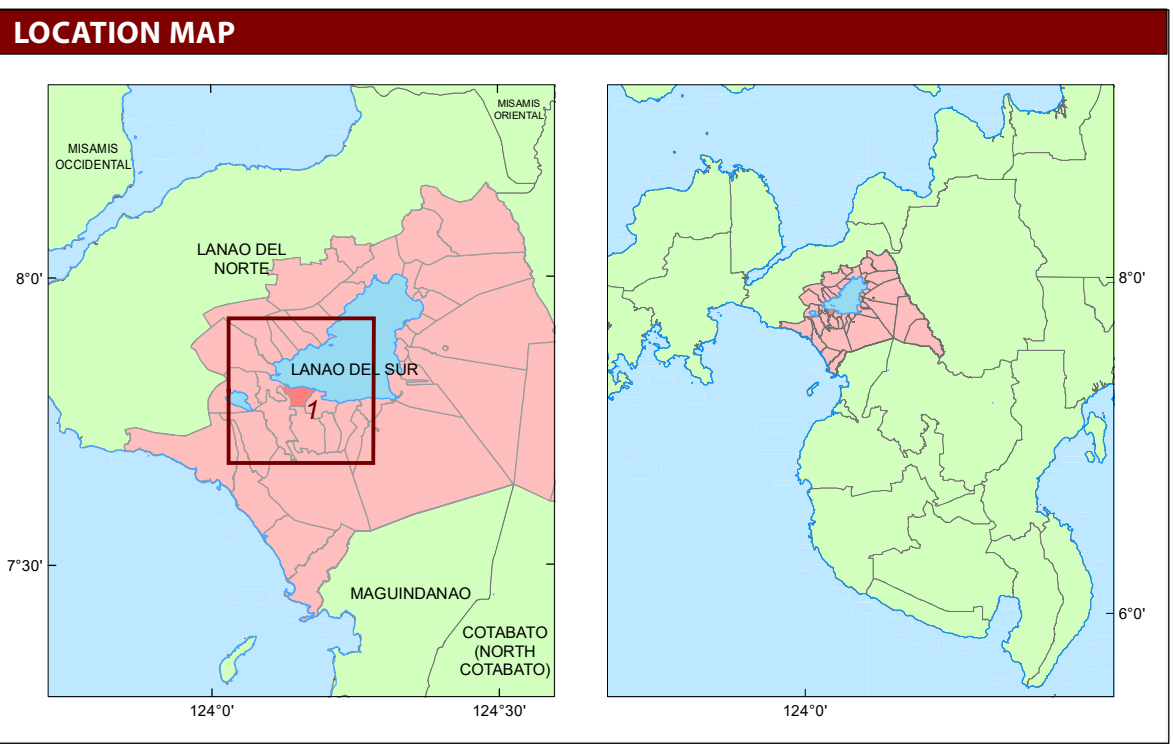 LOCATION MAP
MISAMIS
ORIENTAL
MISAMIS
OCCIDENTAL
LANAO DEL
NORTE
8°0'
8°0'
LANAO DEL SUR
1
7°30'
MAGUINDANAO
6°0'
COTABATO
(NORTH
COTABATO)
124°0'
124°30'
124°0'